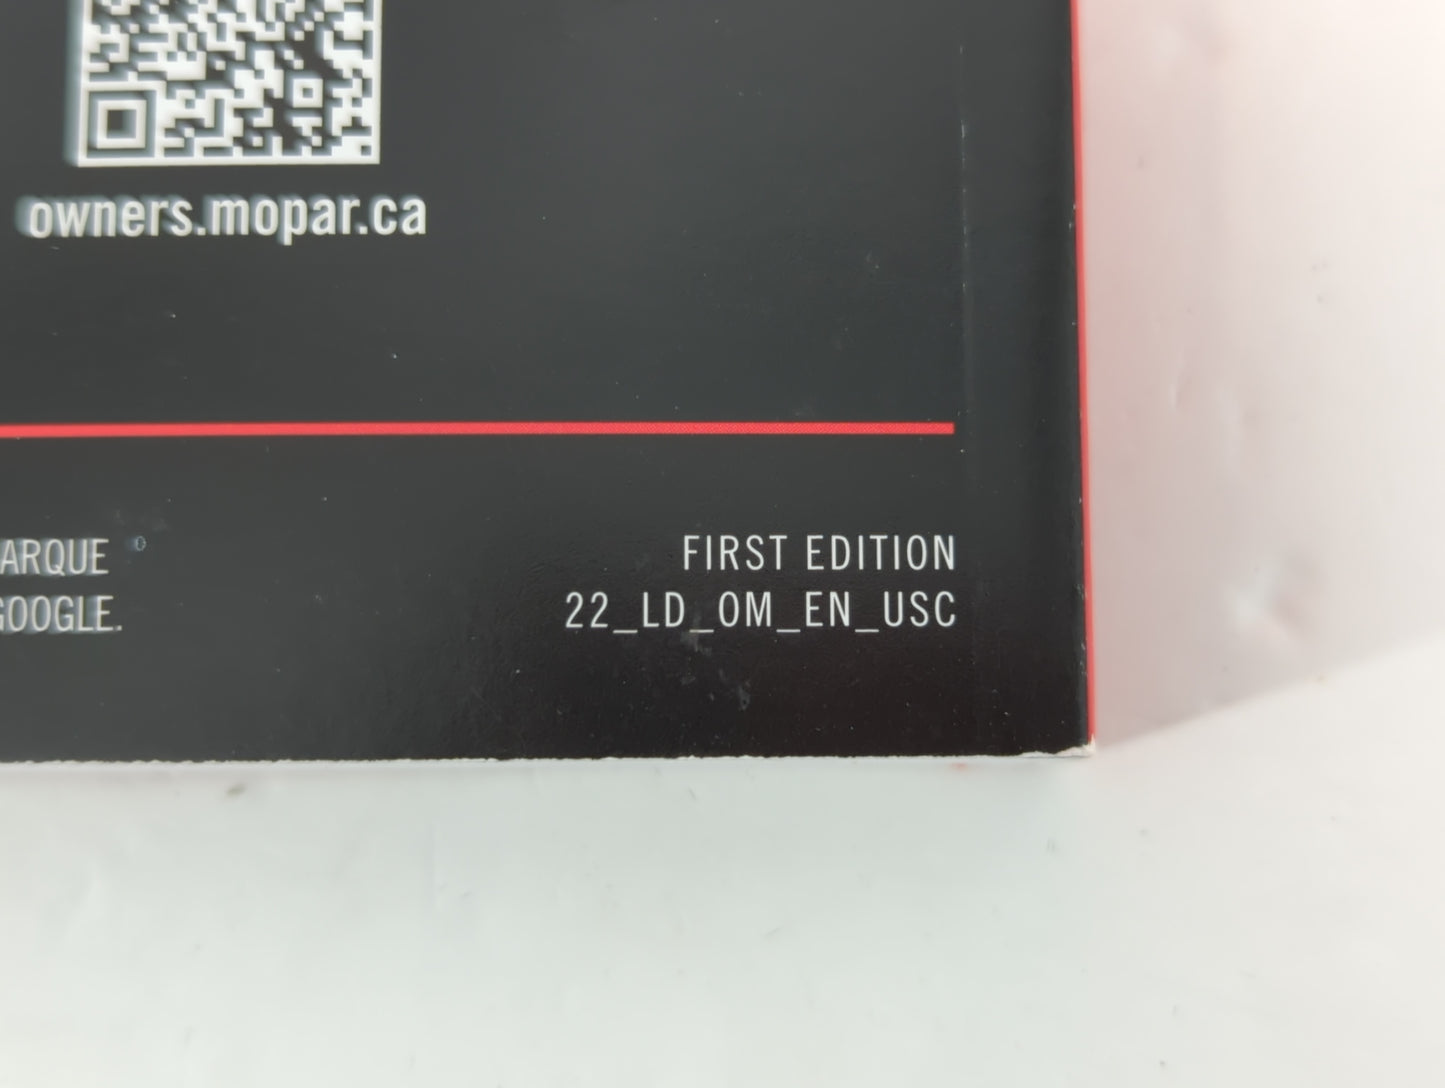 owners.mopar.ca
ARQUE
GOOGLE.
FIRST EDITION
22_LD_OM_EN_USC